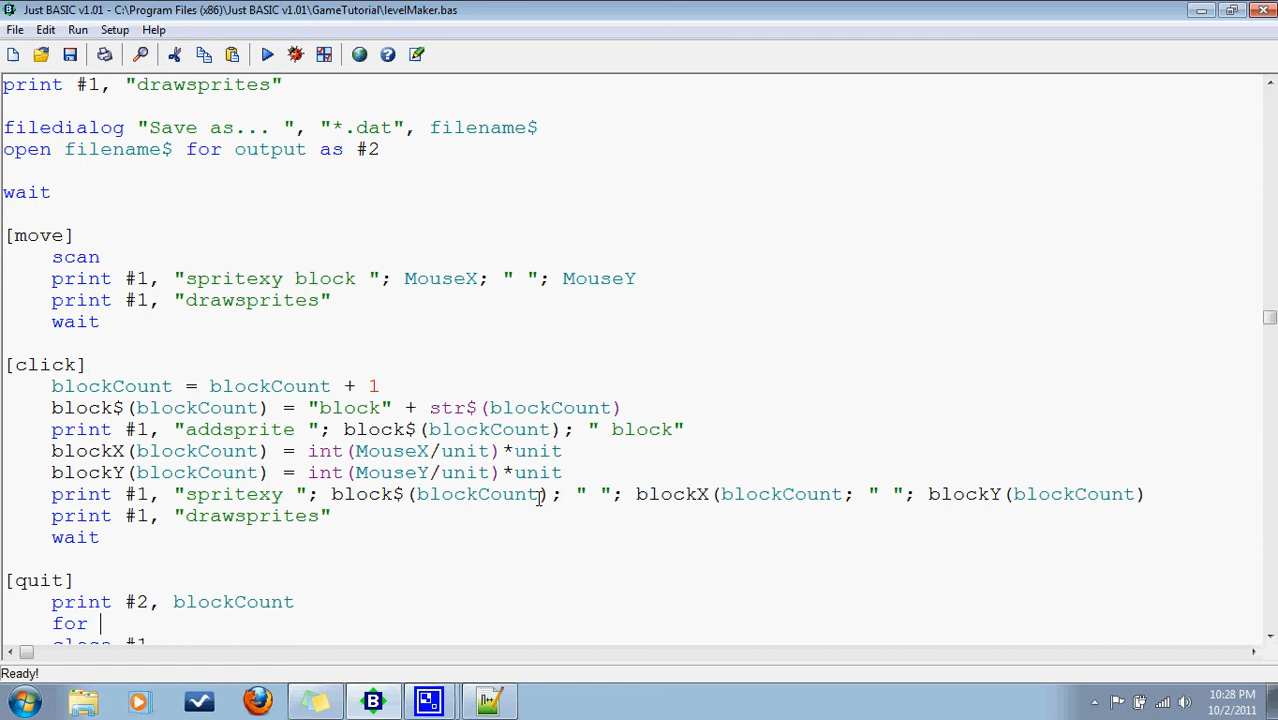 Just BASIC v1.01 - C:\Program Files (x86)\Just BASIC v1.01\GameTutorial\levelMaker.bas
File Edit Run Setup Help
print #1, "drawsprites"
filedialog "Save as... ", "*.dat", filename$
open filename$ for output as #2
wait
[move]
scan
print #1, "spritexy block "; MouseX; " "; MouseY
print #1, "drawsprites"
wait
[click]
blockCount = blockCount + 1
block$(blockCount) = "block" + str$(blockCount)
print #1, "addsprite "; block$(blockCount); " block"
blockX(blockCount) = int(MouseX/unit)*unit
blockY(blockCount) = int(MouseY/unit)*unit
print #1, "spritexy "; block$(blockCount); " "; blockX(blockCount; " "; blockY(blockCount)
print #1, "drawsprites"
wait
[quit]
print #2, blockCount
for
close #1
Ready!
10:28 PM
10/2/2011